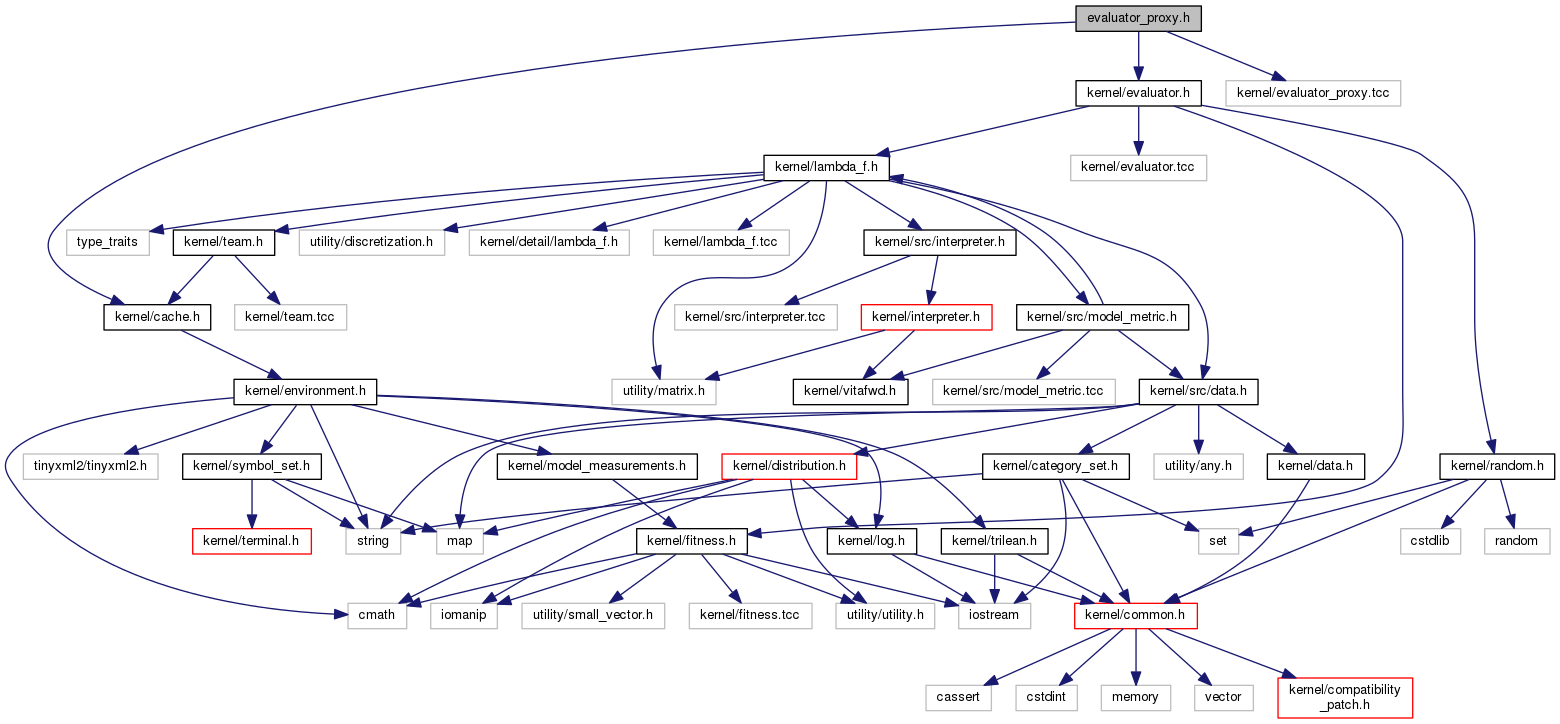 evaluator_proxy.h
kernel/evaluator.h
kernel/evaluator_proxy.tcc
kernel/lambda_f.h
kernel/evaluator.tcc
type_traits
kernel/team.h
utility/discretization.h
kernel/detail/lambda_f.h
kernel/lambda_f.tcc
kernel/src/interpreter.h
kernel/cache.h
kernel/team.tcc
kernel/src/interpreter.tcc
kernel/interpreter.h
kernel/src/model_metric.h
kernel/environment.h
utility/matrix.h
kernel/vitafwd.h
kernel/src/model_metric.tcc
kernel/src/data.h
tinyxml2/tinyxml2.h
kernel/symbol_set.h
kernel/model_measurements.h
kernel/distribution.h
kernel/category_set.h
utility/any.h
kernel/data.h
kernel/random.h
kernel/terminal.h
string
map
kernel/fitness.h
kernel/log.h
kernel/trilean.h
set
cstdlib
random
cmath
iomanip
utility/small_vector.h
kernel/fitness.tcc
utility/utility.h
iostream
kernel/common.h
cassert
cstdint
memory
vector
kernel/compatibility
_patch.h